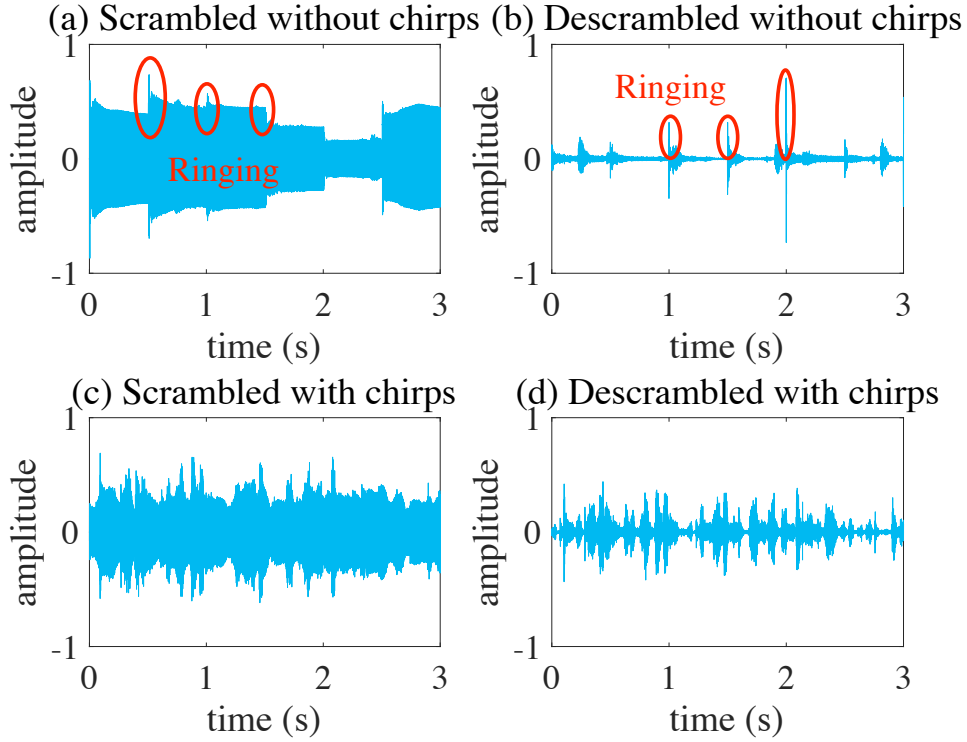 (a) Scrambled without chirps
1
0
-1
amplitude
Ringing
0 1 2 3
time (s)
(b) Descrambled without chirps
1
0
-1
amplitude
Ringing
0 1 2 3
time (s)
(c) Scrambled with chirps
1
0
-1
amplitude
0 1 2 3
time (s)
(d) Descrambled with chirps
1
0
-1
amplitude
0 1 2 3
time (s)